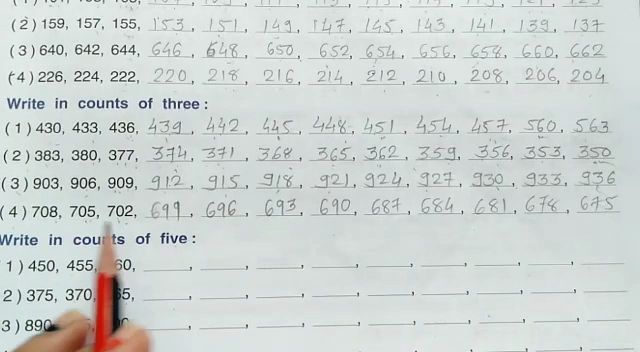 (2) 159, 157, 155, 153, 151, 149, 147, 145, 143, 141, 139, 137
(3) 640, 642, 644, 646, 648, 650, 652, 654, 656, 658, 660, 662
(4) 226, 224, 222, 220, 218, 216, 214, 212, 210, 208, 206, 204
Write in counts of three :
(1) 430, 433, 436, 439, 442, 445, 448, 451, 454, 457, 560, 563
(2) 383, 380, 377, 374, 371, 368, 365, 362, 359, 356, 353, 350
(3) 903, 906, 909, 912, 915, 918, 921, 924, 927, 930, 933, 936
(4) 708, 705, 702, 699, 696, 693, 690, 687, 684, 681, 678, 675
Write in counts of five :
1) 450, 455,
2) 375, 370,
3) 890